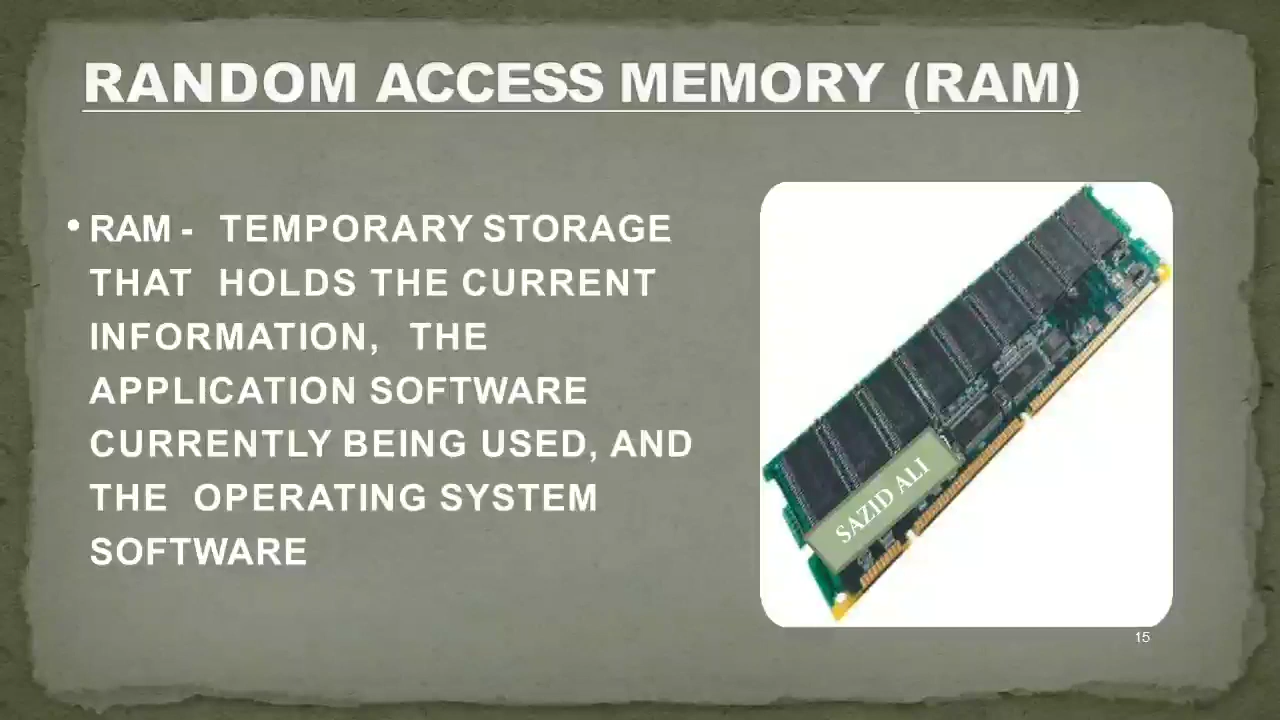 RANDOM ACCESS MEMORY (RAM)
• RAM - TEMPORARY STORAGE
THAT HOLDS THE CURRENT
INFORMATION, THE
APPLICATION SOFTWARE
CURRENTLY BEING USED, AND
THE OPERATING SYSTEM
SOFTWARE
SAZID ALI
15